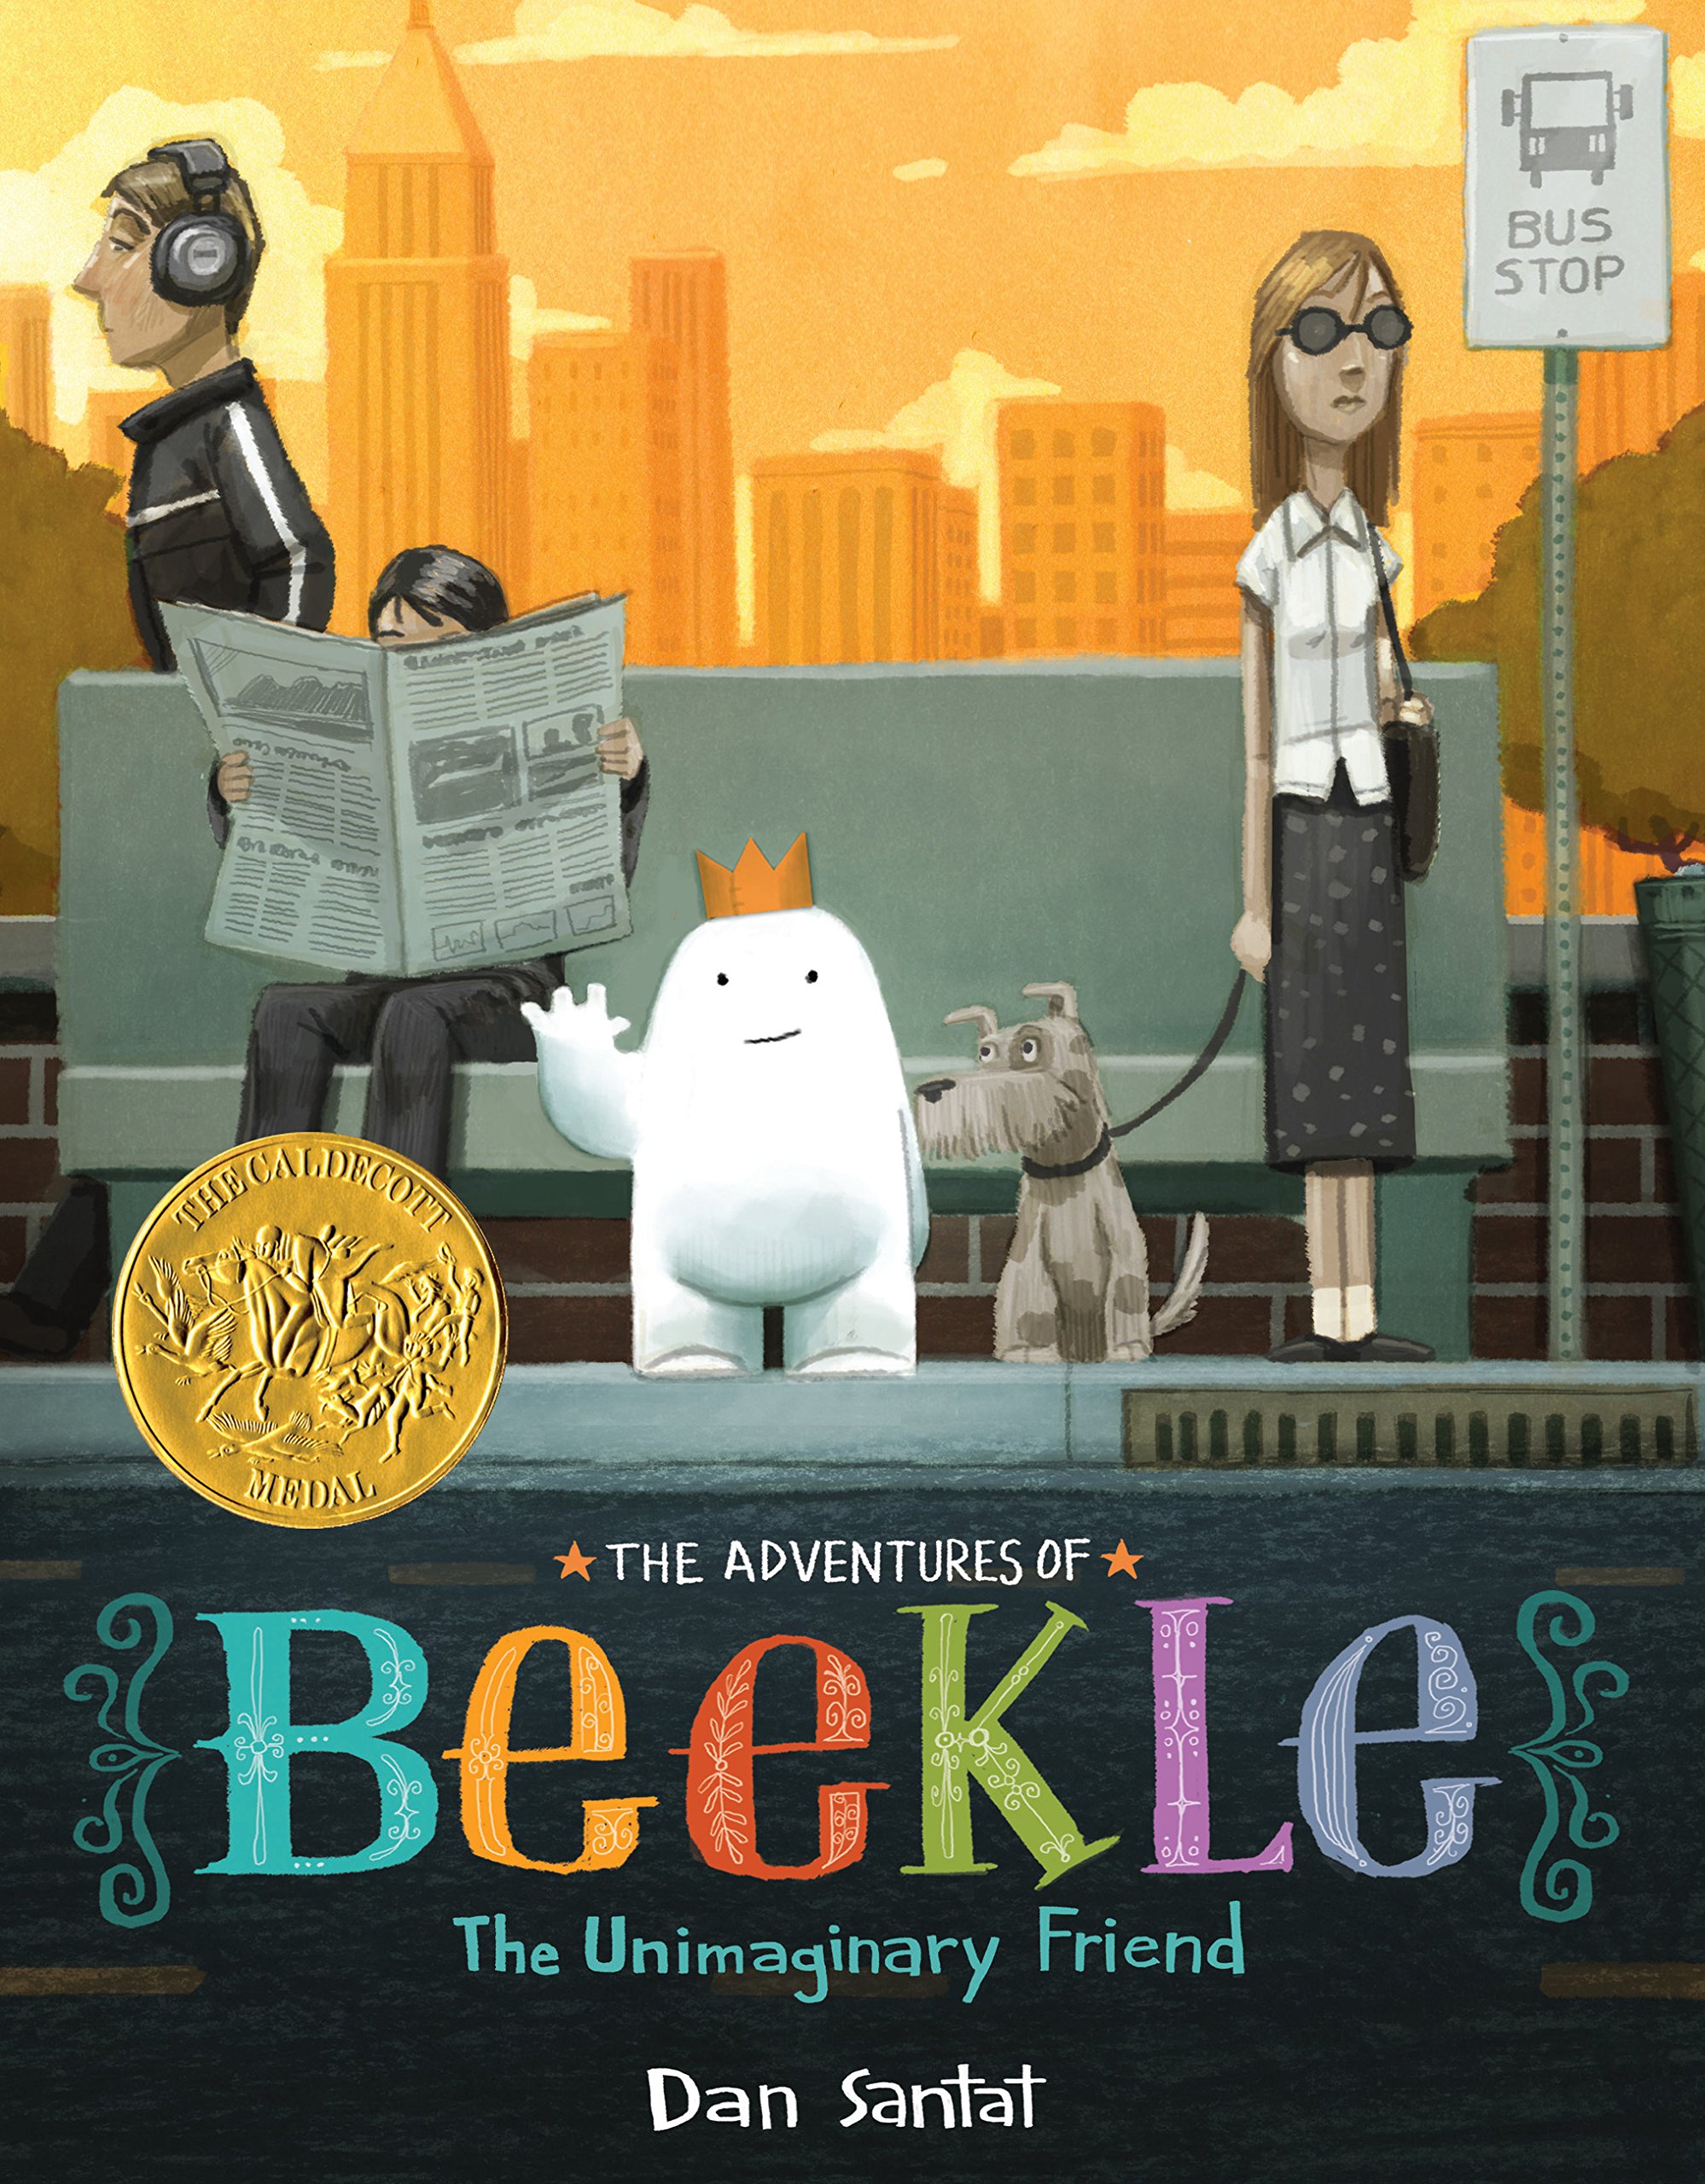 BUS
STOP
THE CALDECOTT
MEDAL
THE ADVENTURES OF
BeeKLe
The Unimaginary Friend
Dan Santat